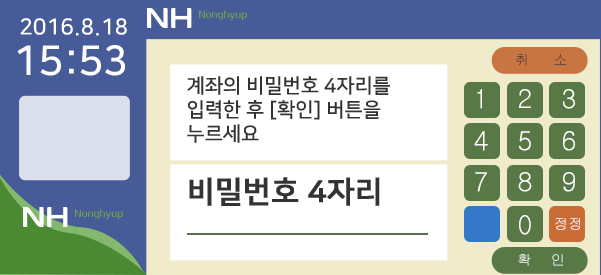 2016.8.18
15:53
NH Nonghyup
NH Nonghyup
계좌의 비밀번호 4자리를
입력한 후 [확인] 버튼을
누르세요
비밀번호 4자리
취 소
1 2 3
4 5 6
7 8 9
0 정정
확 인